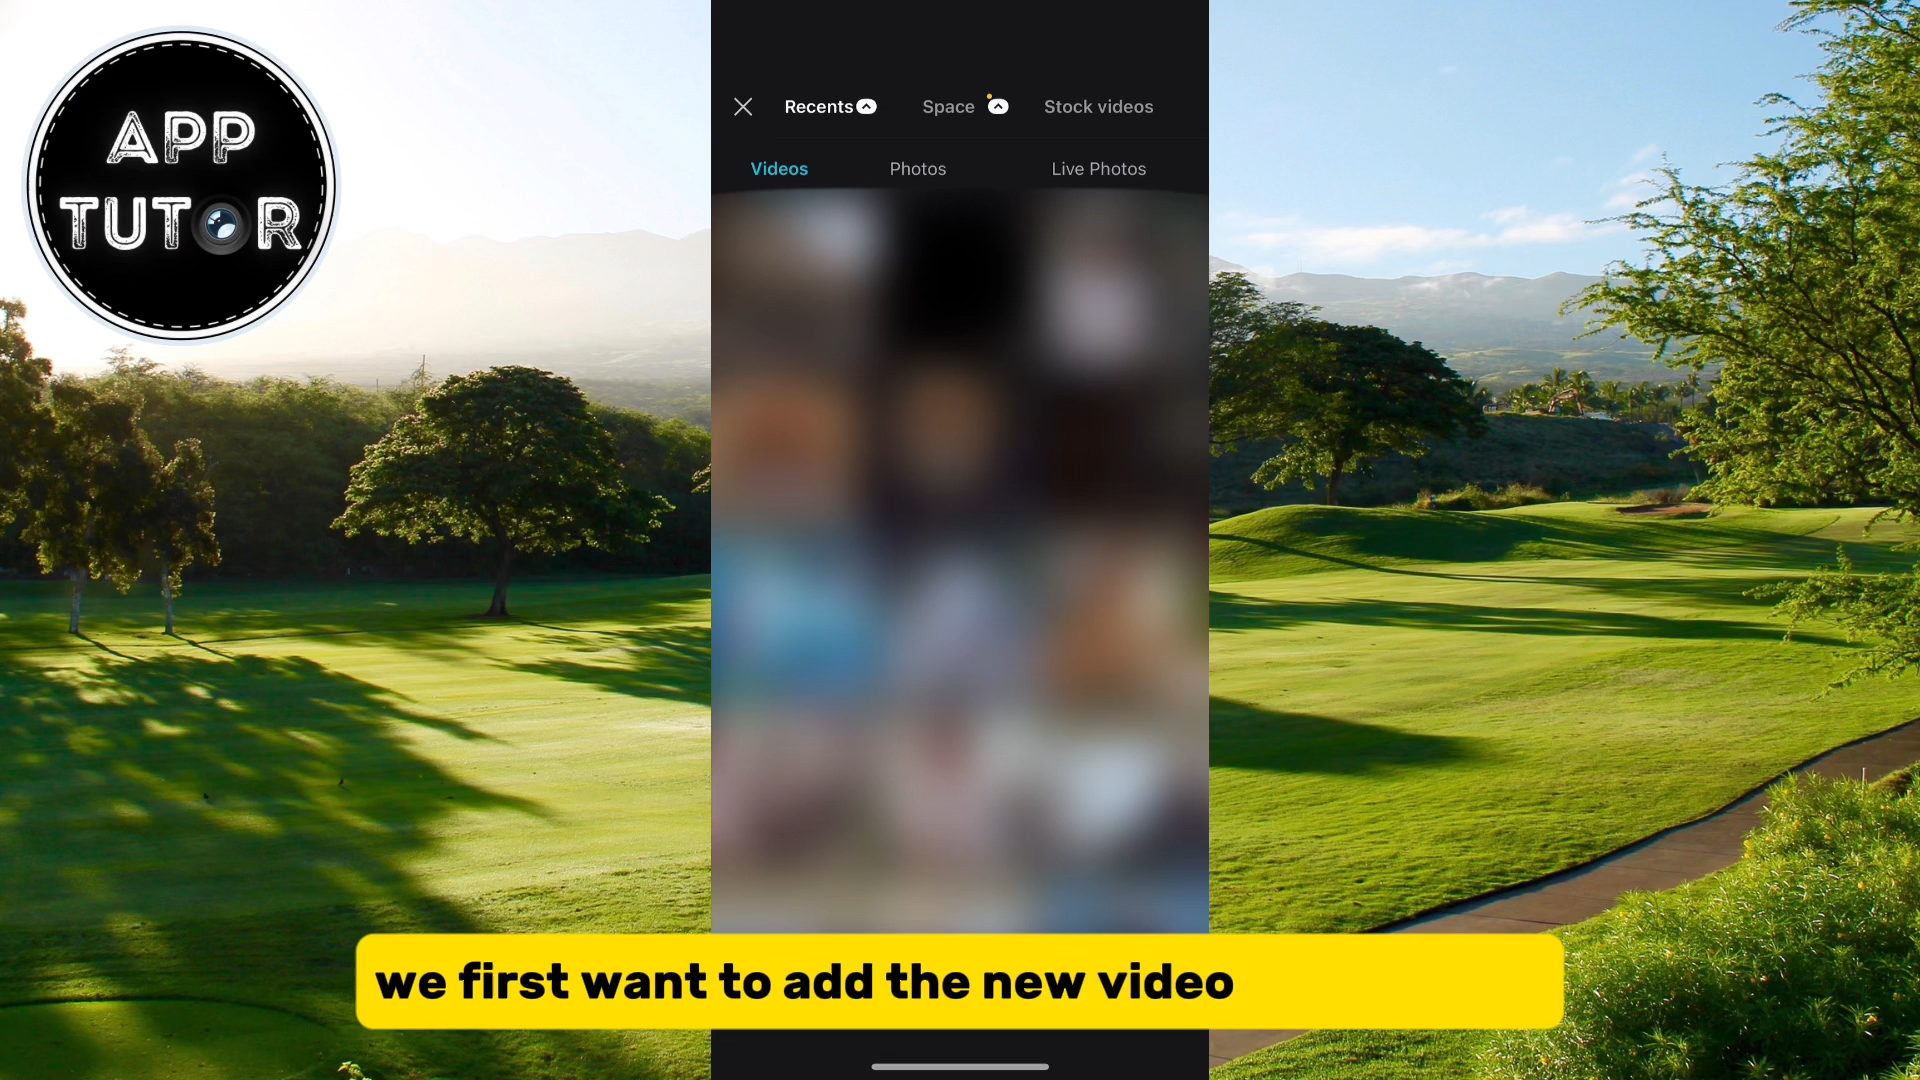 APP
TUTOR
Recents
Space
Stock videos
Videos
Photos
Live Photos
we first want to add the new video